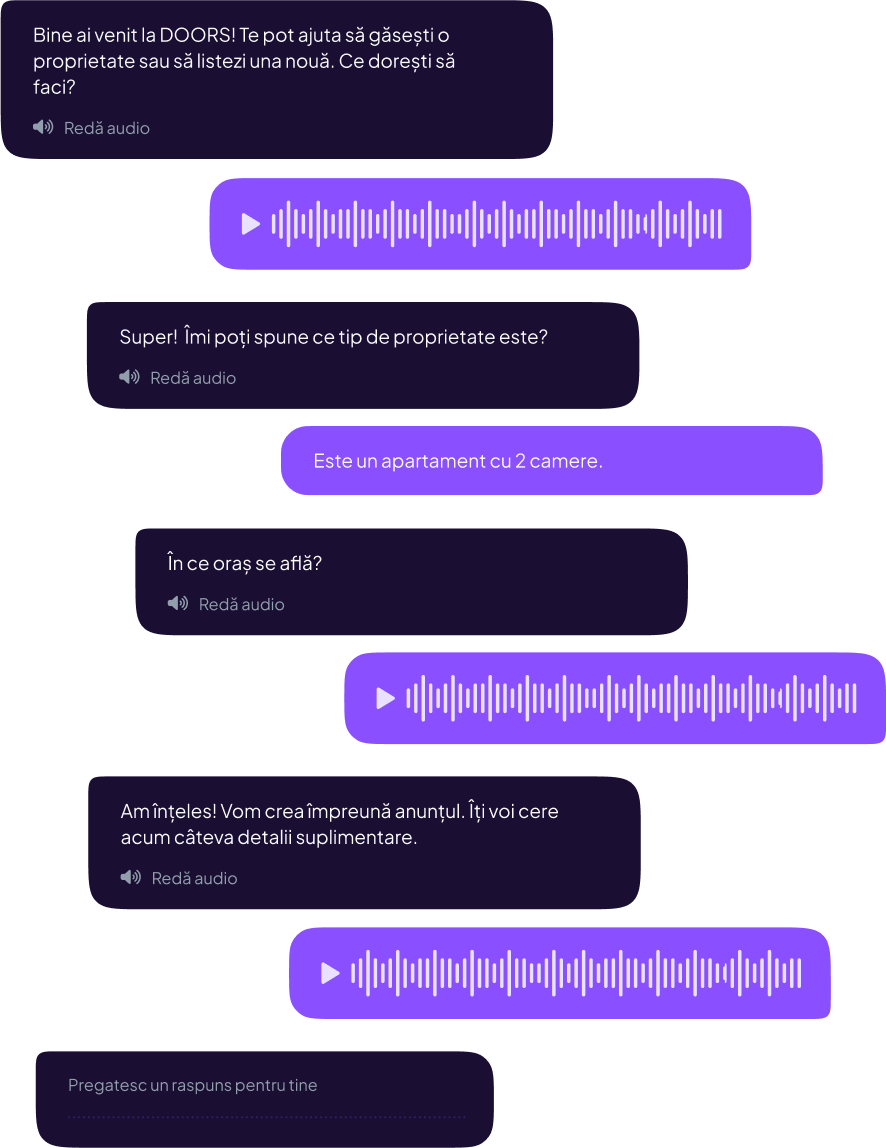 Bine ai venit la DOORS! Te pot ajuta să găsești o
proprietate sau să listezi una nouă. Ce dorești să
faci?
Redă audio
Super! Îmi poți spune ce tip de proprietate este?
Redă audio
Este un apartament cu 2 camere.
În ce oraș se află?
Redă audio
Am înțeles! Vom crea împreună anunțul. Îți voi cere
acum câteva detalii suplimentare.
Redă audio
Pregatesc un raspuns pentru tine